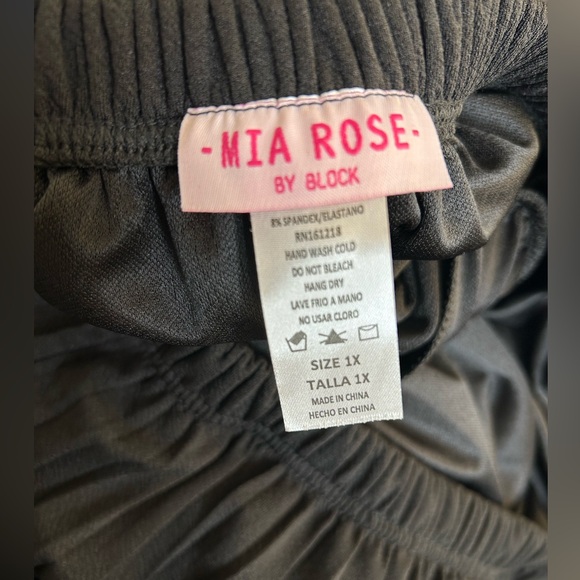 -MIA ROSE-
BY BLOCK
8% SPANDEX/ELASTANO
RN161218
HAND WASH COLD
DO NOT BLEACH
HANG DRY
LAVE FRIO A MANO
NO USAR CLORO
SIZE 1X
TALLA 1X
MADE IN CHINA
HECHO EN CHINA